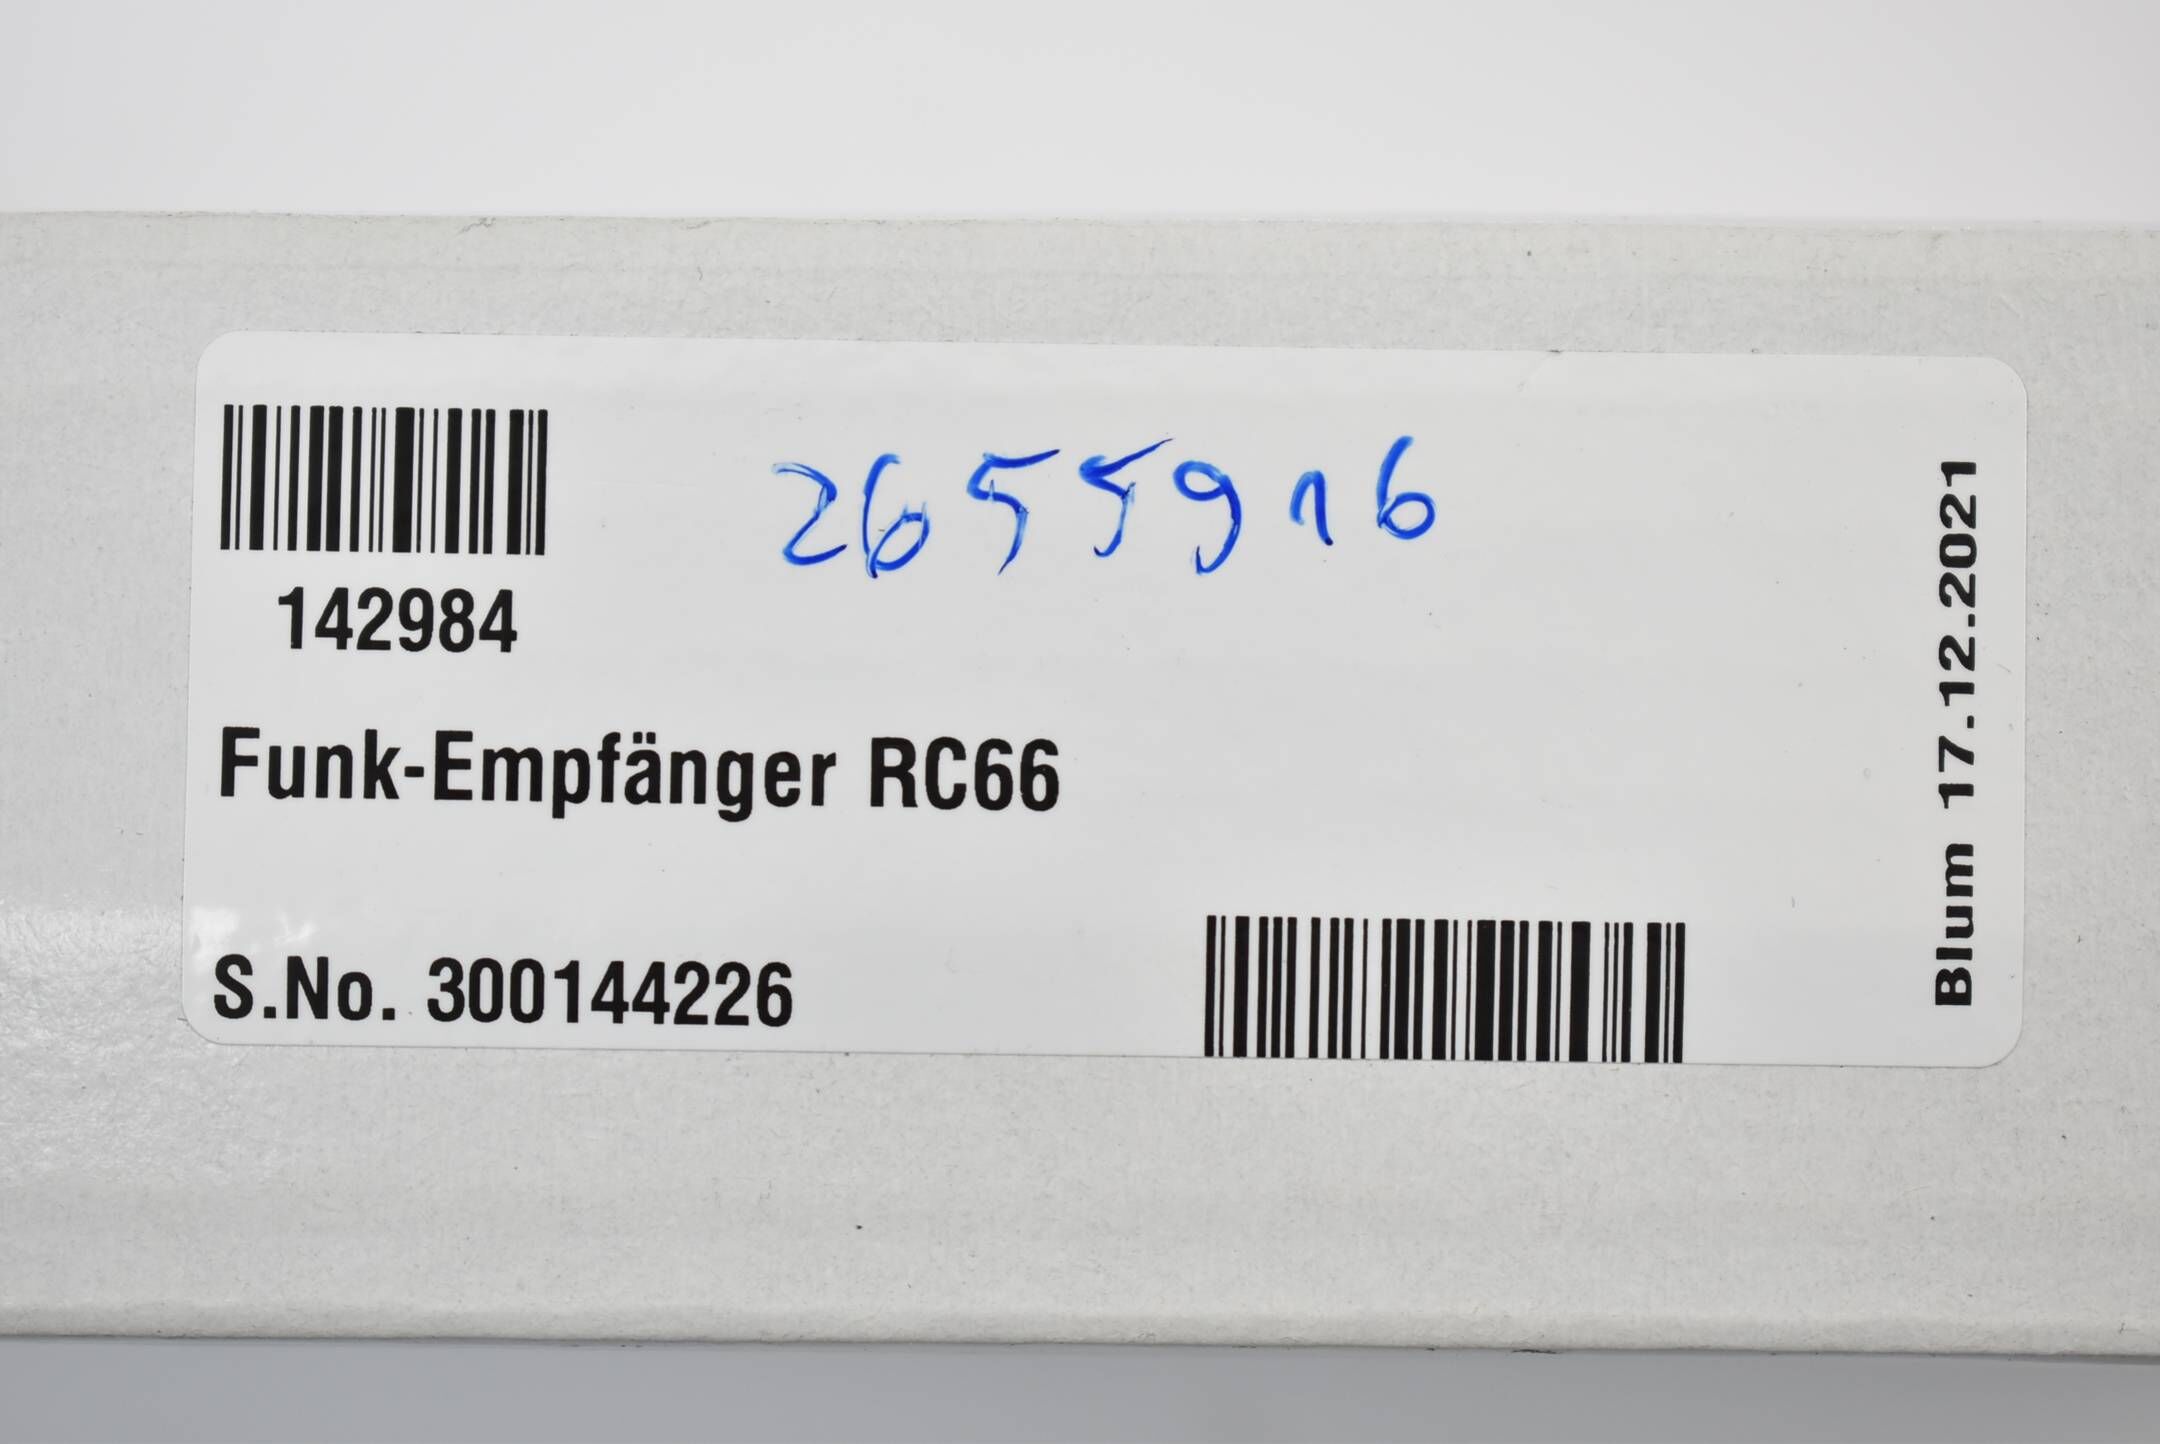 2655916
142984
Funk-Empfänger RC66
S.No. 300144226
Blum 17.12.2021